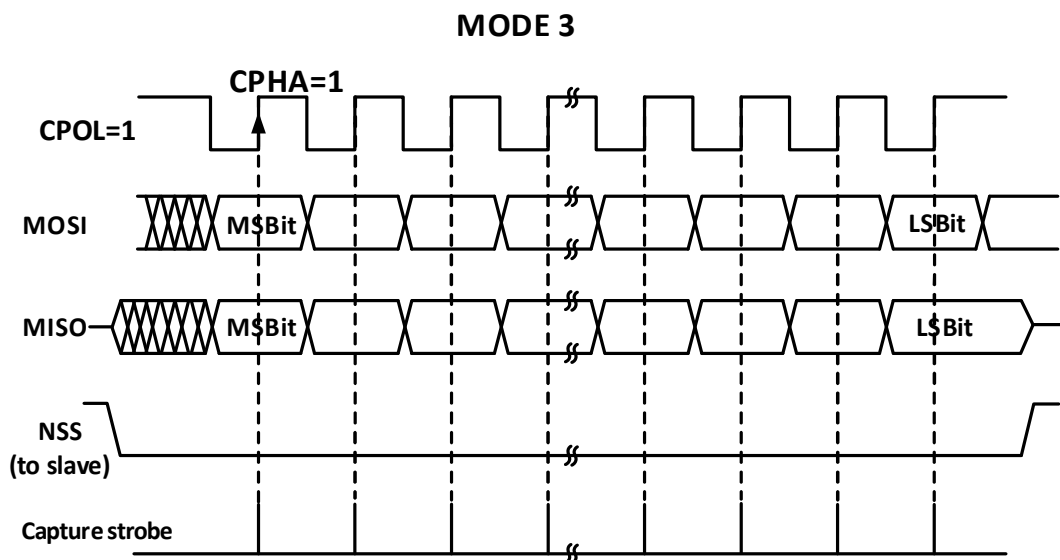 MODE 3
CPHA=1
CPOL=1
MOSI
MSBit
LSBit
MISO
MSBit
LSBit
NSS
(to slave)
Capture strobe